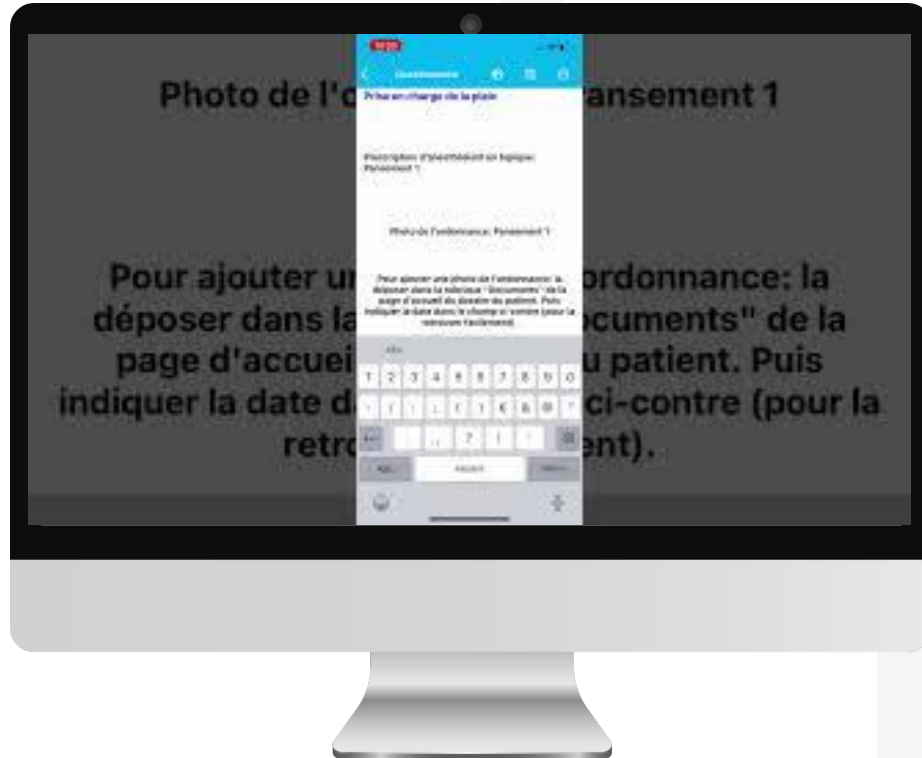 Questionnaire
Prise en charge de la plaie
Prescription d'anesthésiant en topique:
Pansement 1
Photo de l'ordonnance: Pansement 1
Pour ajouter une photo de l'ordonnance: la
déposer dans la rubrique "Documents" de la
page d'accueil du dossier du patient. Puis
indiquer la date dans le champ ci-contre (pour la
retrouver facilement).
1 2 3 4 5 6 7 8 9 0
Photo de l'o
ansement 1
Pour ajouter un
ordonnance: la
déposer dans la
ocuments" de la
page d'accuei
u patient. Puis
indiquer la date d
ci-contre (pour la
retro
ent).